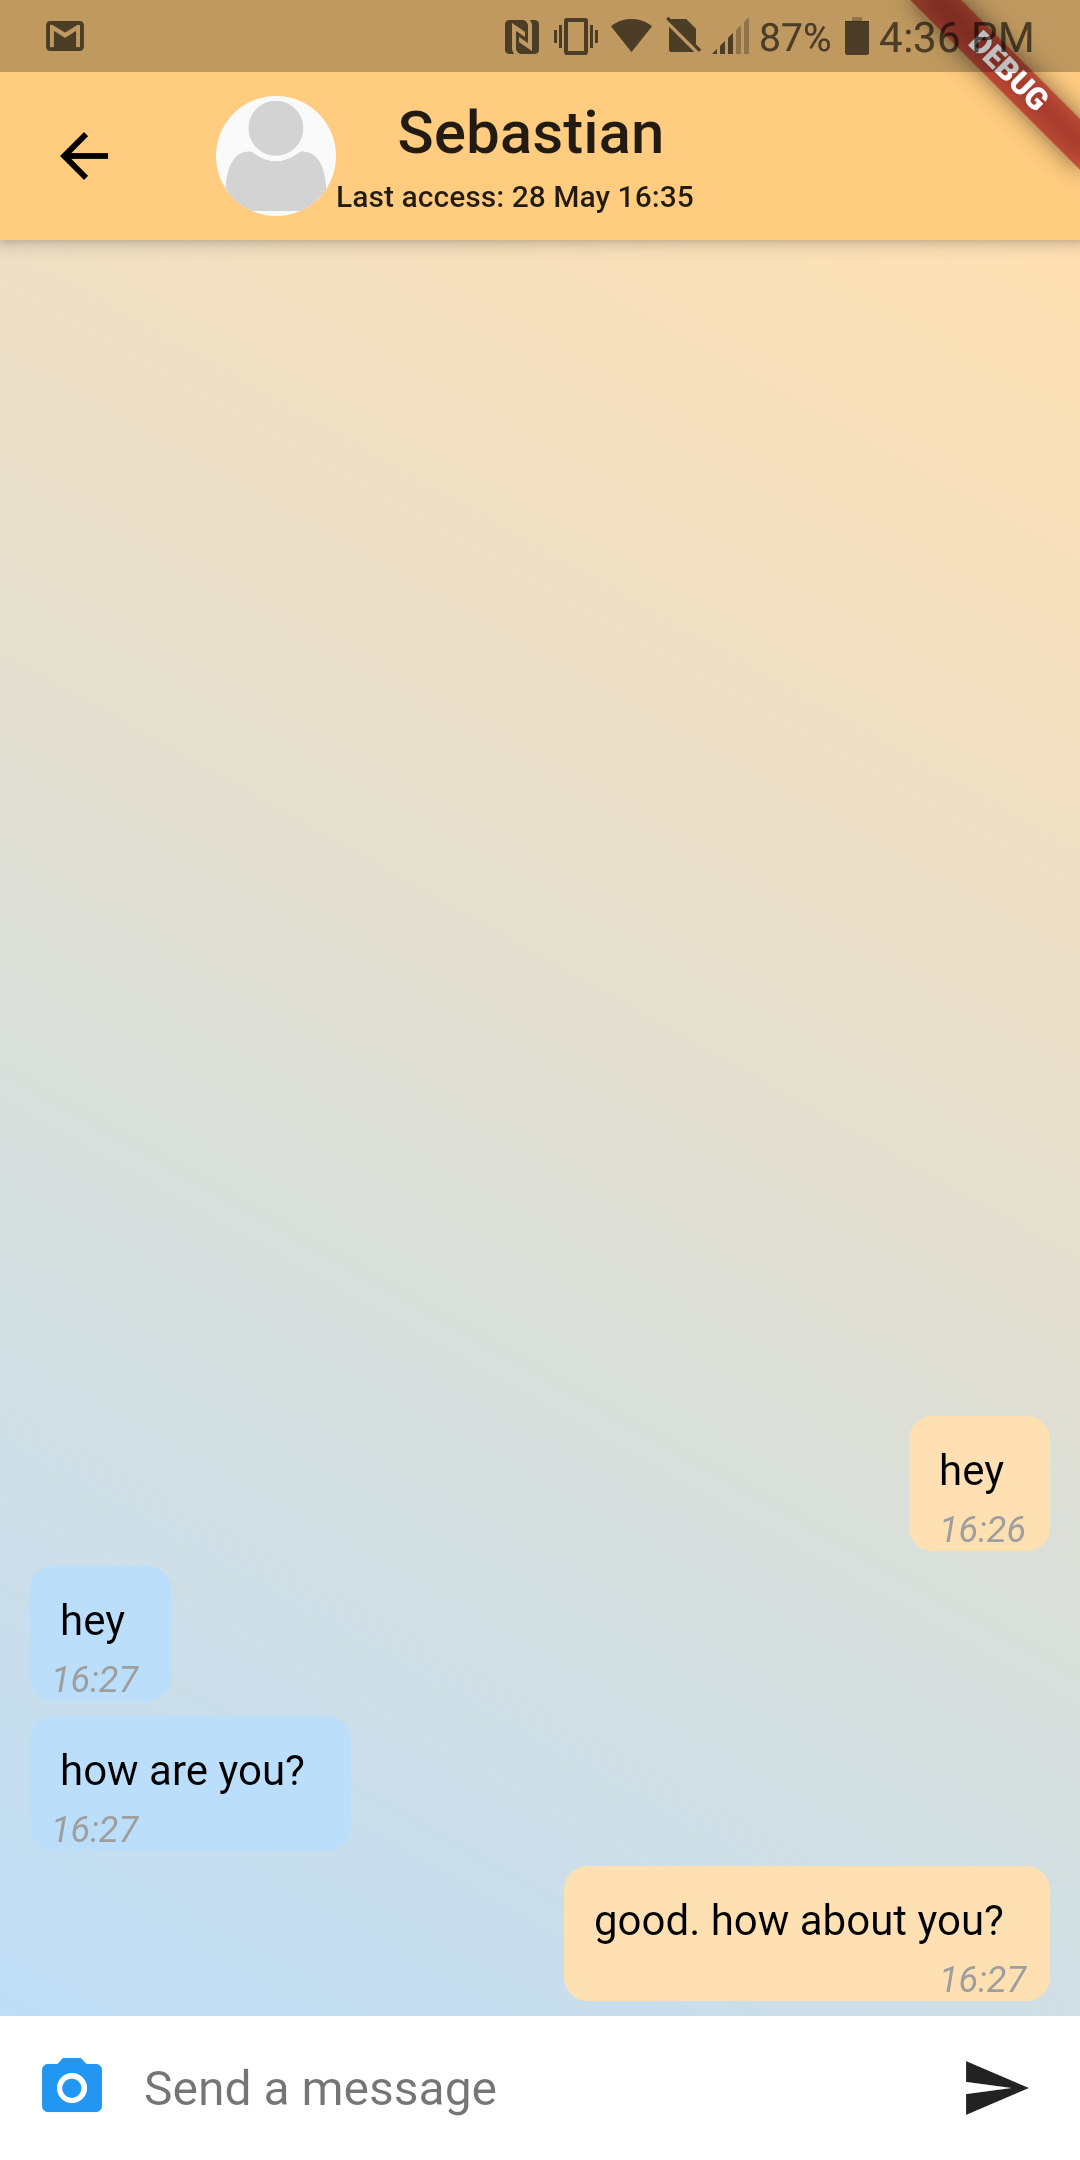 87% 4:36 PM
DEBUG
Sebastian
Last access: 28 May 16:35
hey
16:26
hey
16:27
how are you?
16:27
good. how about you?
16:27
Send a message